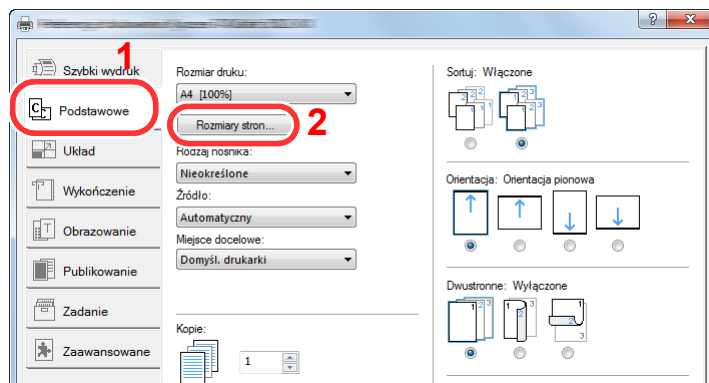 1
Szybki wydruk
Podstawowe
Układ
Wykończenie
Obrazowanie
Publikowanie
Zadanie
Zaawansowane
Rozmiar druku:
A4 [100%]
Rozmiary stron...
2
Rodzaj nośnika:
Nieokreślone
Źródło:
Automatyczny
Miejsce docelowe:
Domyśl. drukarki
Kopie:
1
Sortuj: Włączone
Orientacja: Orientacja pionowa
Dwustronne: Wyłączone